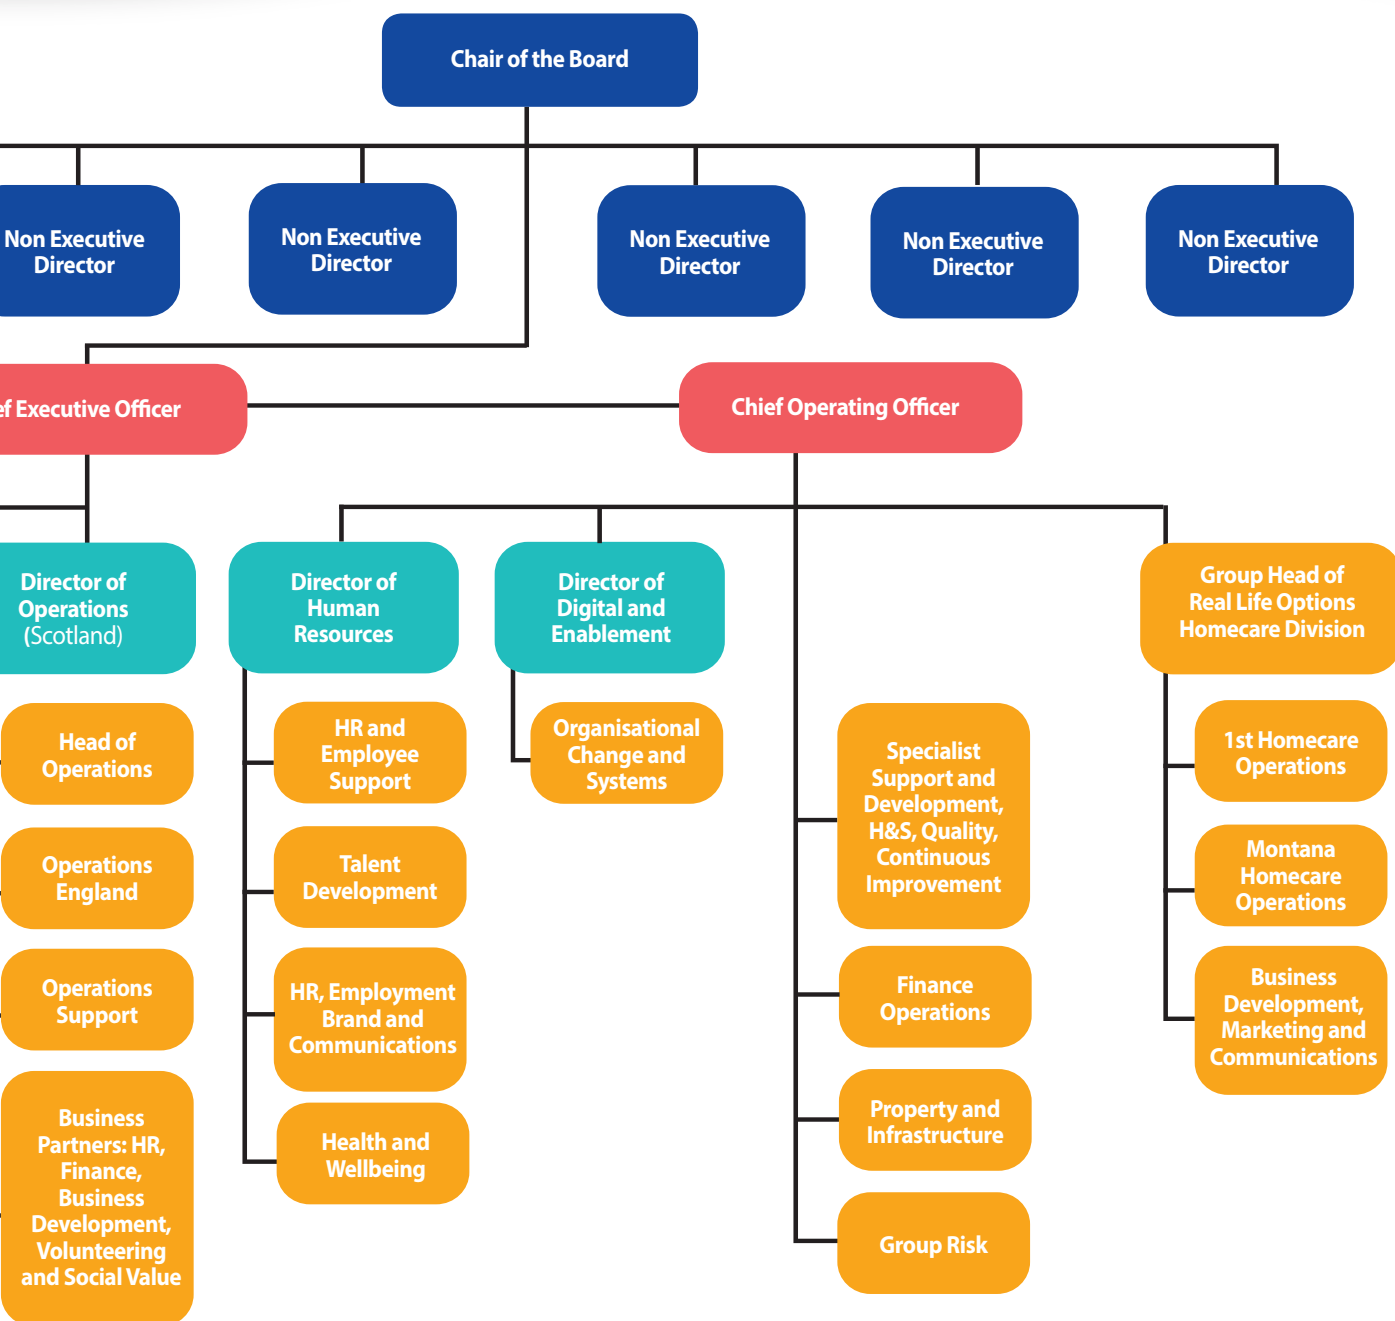 Chair of the Board
Non Executive
Director
Non Executive
Director
Non Executive
Director
Non Executive
Director
Non Executive
Director
ef Executive Officer
Chief Operating Officer
Director of
Operations
(Scotland)
Director of
Human
Resources
Director of
Digital and
Enablement
Group Head of
Real Life Options
Homecare Division
Head of
Operations
Operations
England
Operations
Support
Business
Partners: HR,
Finance,
Business
Development,
Volunteering
and Social Value
HR and
Employee
Support
Talent
Development
HR, Employment
Brand and
Communications
Health and
Wellbeing
Organisational
Change and
Systems
Specialist
Support and
Development,
H&S, Quality,
Continuous
Improvement
Finance
Operations
Property and
Infrastructure
Group Risk
1st Homecare
Operations
Montana
Homecare
Operations
Business
Development,
Marketing and
Communications